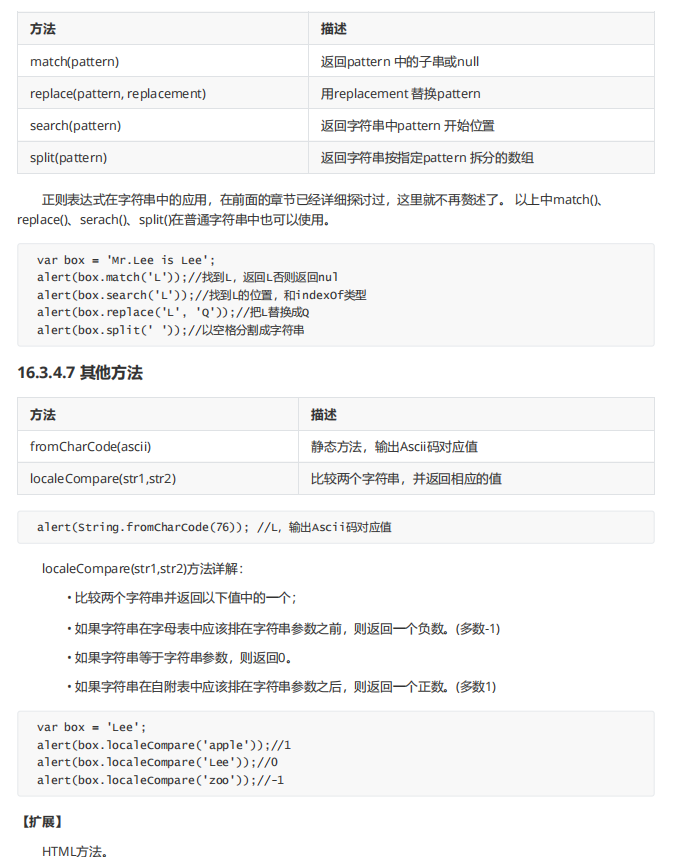 方法 描述
match(pattern) 返回pattern 中的子串或null
replace(pattern, replacement) 用replacement 替换pattern
search(pattern) 返回字符串中pattern 开始位置
split(pattern) 返回字符串按指定pattern 拆分的数组
正则表达式在字符串中的应用，在前面的章节已经详细探讨过，这里就不再赘述了。 以上中match()、
replace()、serach()、split()在普通字符串中也可以使用。
var box = 'Mr.Lee is Lee';
alert(box.match('L'));//找到L，返回L否则返回nul
alert(box.search('L'));//找到L的位置，和indexOf类型
alert(box.replace('L', 'Q'));//把L替换成Q
alert(box.split(' '));//以空格分割成字符串
16.3.4.7 其他方法
方法 描述
fromCharCode(ascii) 静态方法，输出Ascii码对应值
localeCompare(str1,str2) 比较两个字符串，并返回相应的值
alert(String.fromCharCode(76)); //L，输出Ascii码对应值
localeCompare(str1,str2)方法详解：
• 比较两个字符串并返回以下值中的一个；
• 如果字符串在字母表中应该排在字符串参数之前，则返回一个负数。(多数-1)
• 如果字符串等于字符串参数，则返回0。
• 如果字符串在自附表中应该排在字符串参数之后，则返回一个正数。(多数1)
var box = 'Lee';
alert(box.localeCompare('apple'));//1
alert(box.localeCompare('Lee'));//0
alert(box.localeCompare('zoo'));//-1
【扩展】
HTML方法。